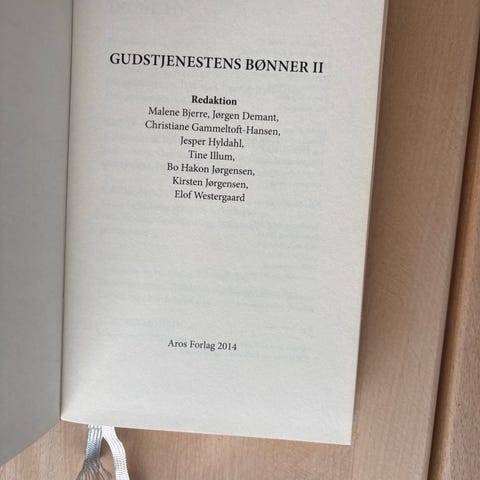 GUDSTJENESTENS BØNNER II
Redaktion
Malene Bjerre, Jørgen Demant,
Christiane Gammeltoft-Hansen,
Jesper Hyldahl,
Tine Illum,
Bo Hakon Jørgensen,
Kirsten Jørgensen,
Elof Westergaard
Aros Forlag 2014